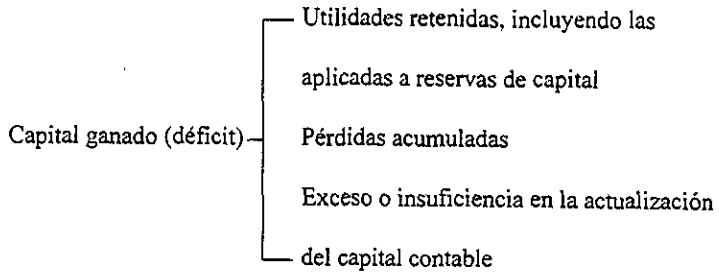 Utilidades retenidas, incluyendo las
aplicadas a reservas de capital
Capital ganado (déficit)
Pérdidas acumuladas
Exceso o insuficiencia en la actualización
del capital contable